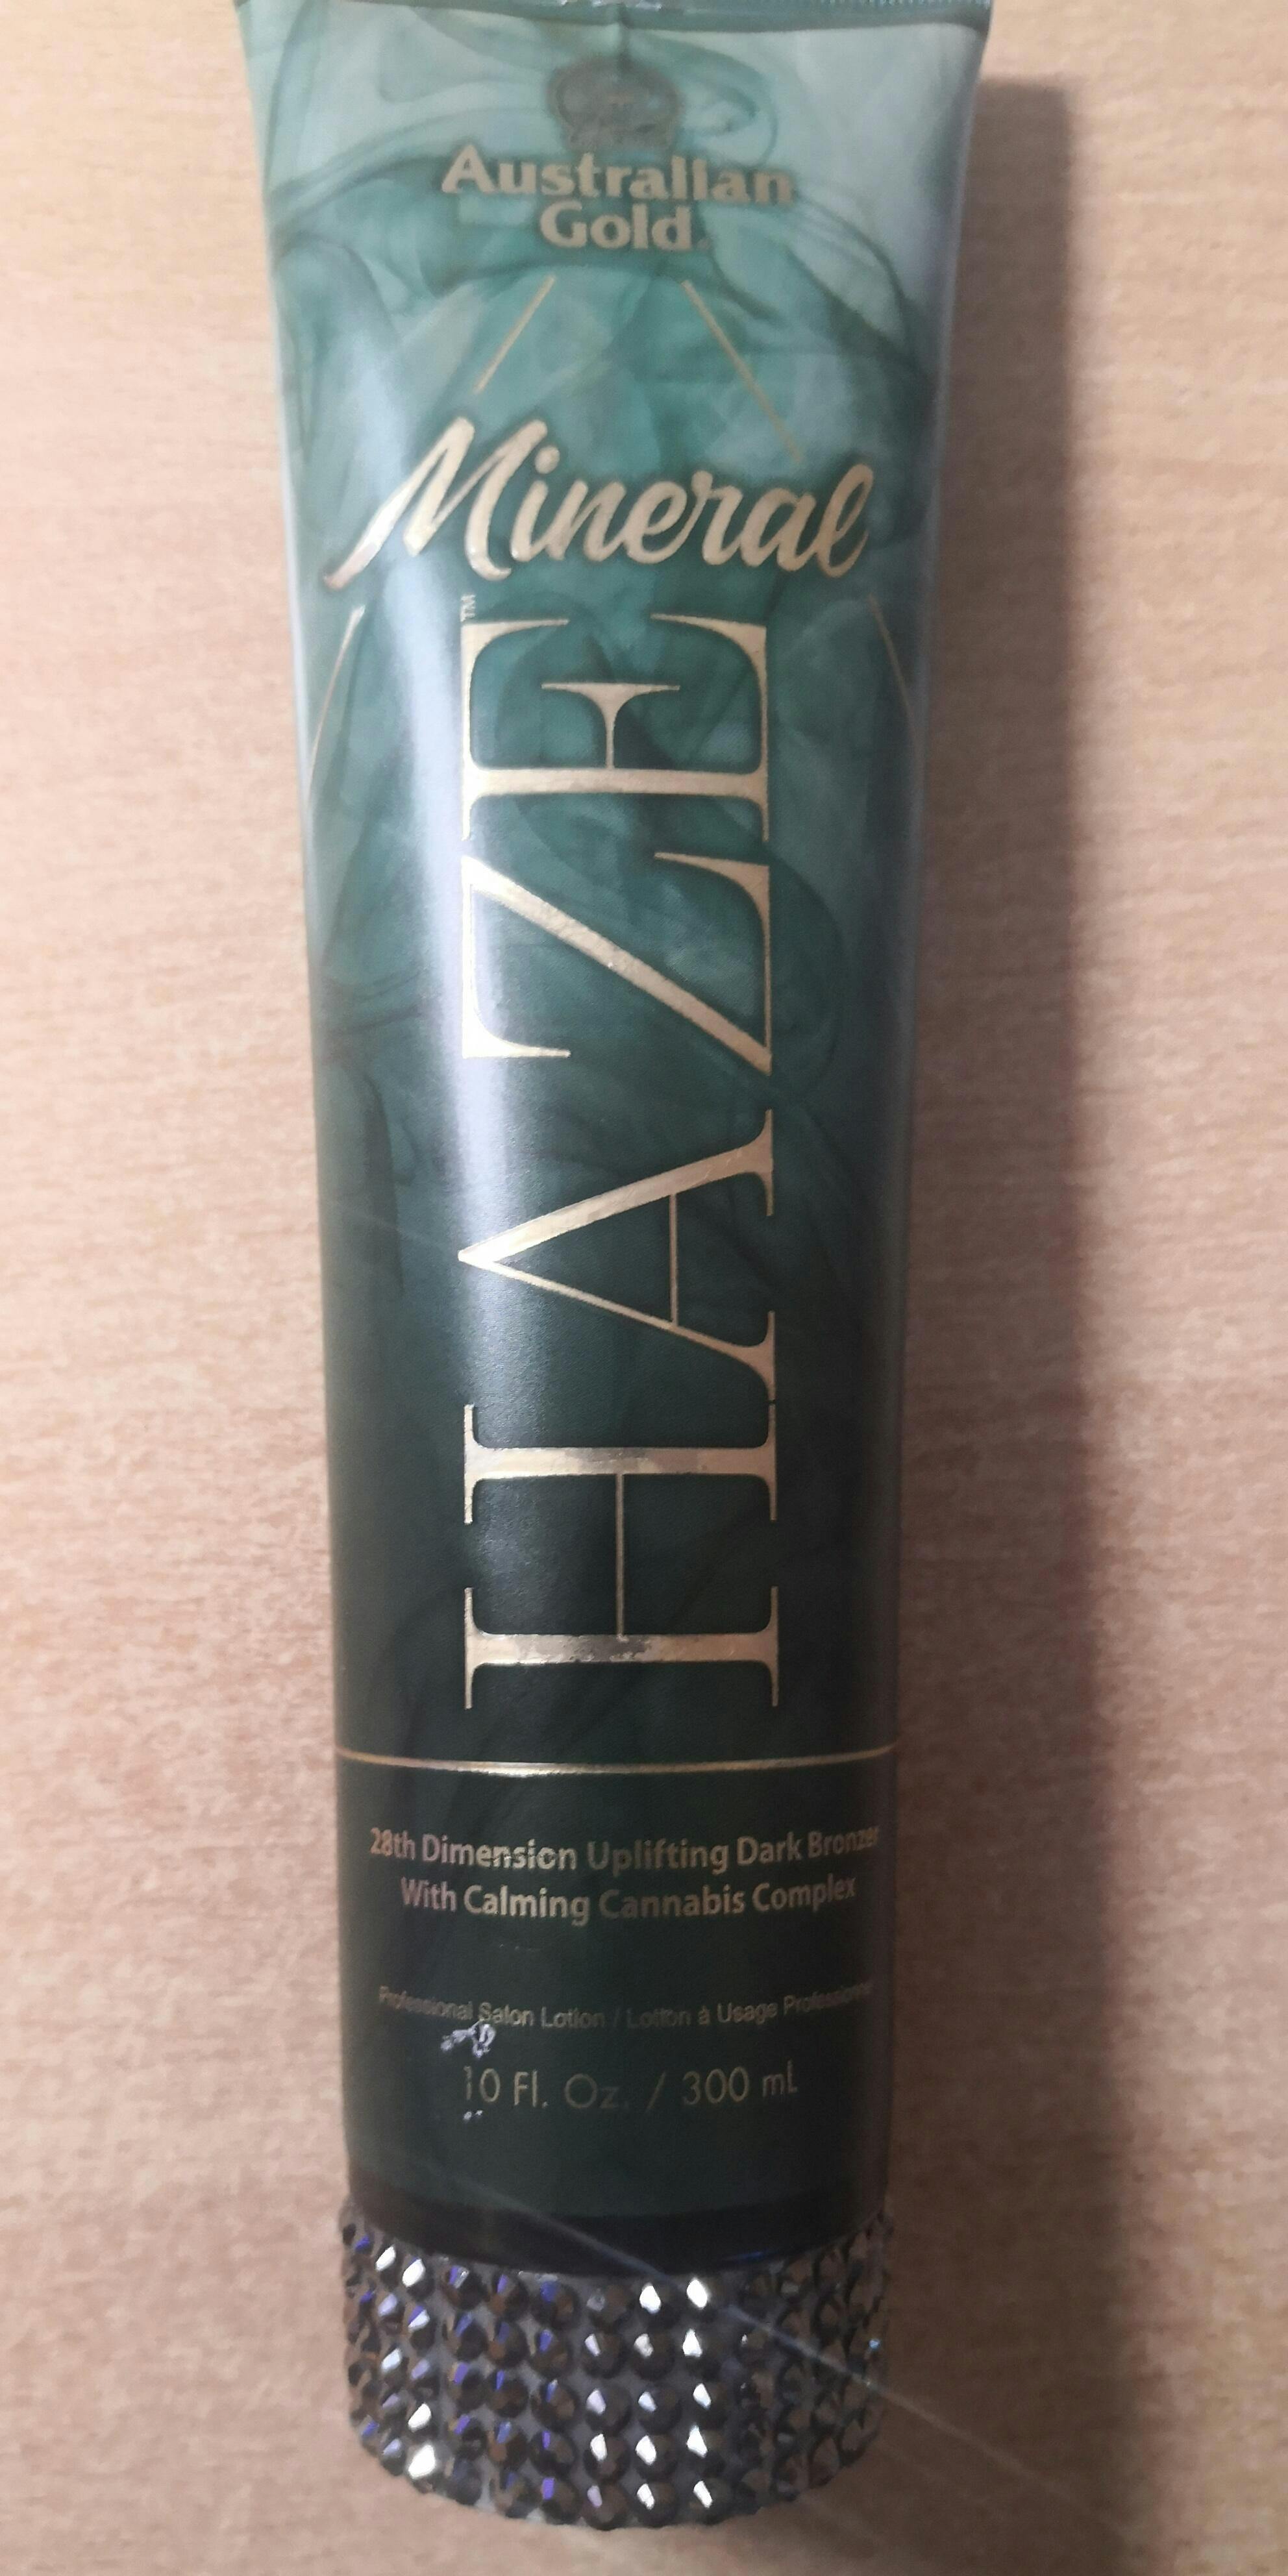 Australian
Gold
Mineral
HAZE™
28th Dimension Uplifting Dark Bronzer
With Calming Cannabis Complex
Professional Salon Lotion / Lotion à Usage Professionnel
10 Fl. Oz. / 300 mL